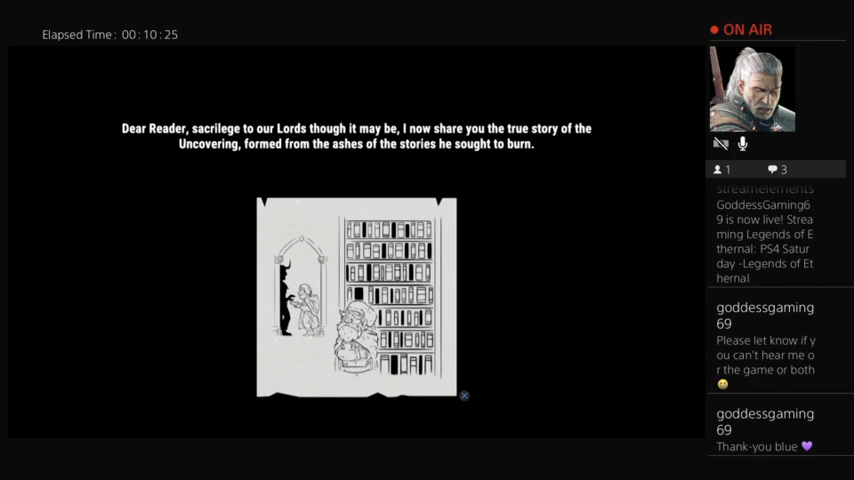 Elapsed Time: 00:10:25
ON AIR
Dear Reader, sacrilege to our Lords though it may be, I now share you the true story of the
Uncovering, formed from the ashes of the stories he sought to burn.
1
3
streamelements
GoddessGaming6
9 is now live! Strea
ming Legends of E
thernal: PS4 Satur
day -Legends of Et
hernal
goddessgaming
69
Please let know if y
ou can't hear me o
r the game or both
😄
goddessgaming
69
Thank-you blue 💜